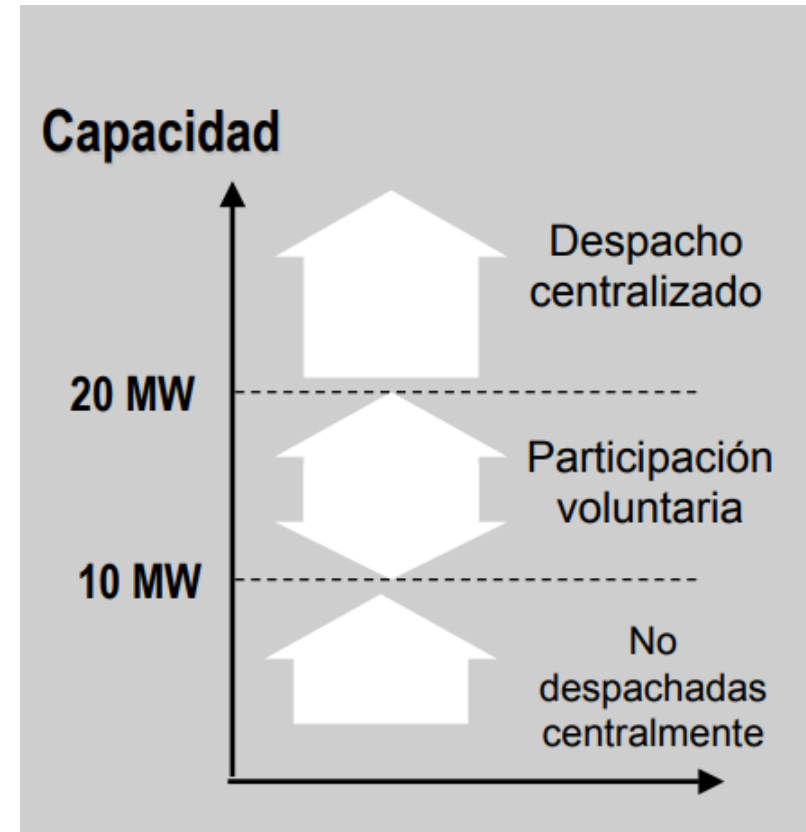 Capacidad
Despacho
centralizado
20 MW
Participación
voluntaria
10 MW
No
despachadas
centralmente